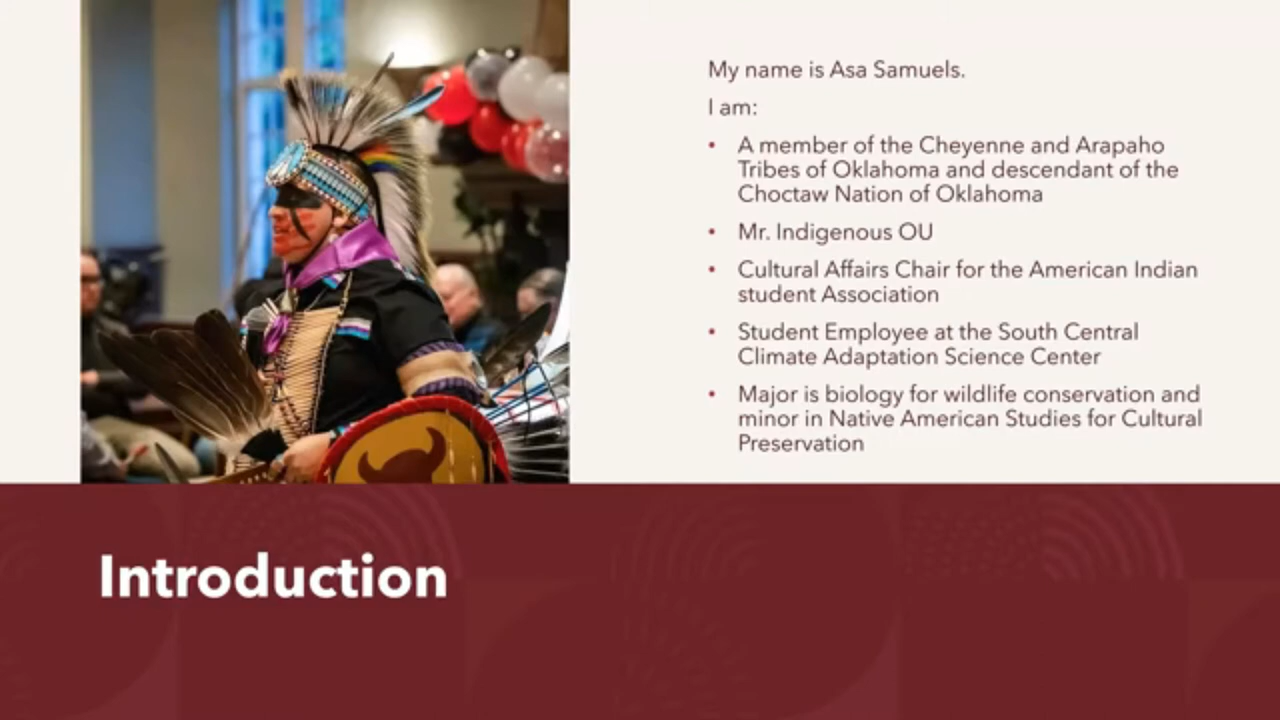 My name is Asa Samuels.
I am:
• A member of the Cheyenne and Arapaho
Tribes of Oklahoma and descendant of the
Choctaw Nation of Oklahoma
• Mr. Indigenous OU
• Cultural Affairs Chair for the American Indian
student Association
• Student Employee at the South Central
Climate Adaptation Science Center
• Major is biology for wildlife conservation and
minor in Native American Studies for Cultural
Preservation
Introduction